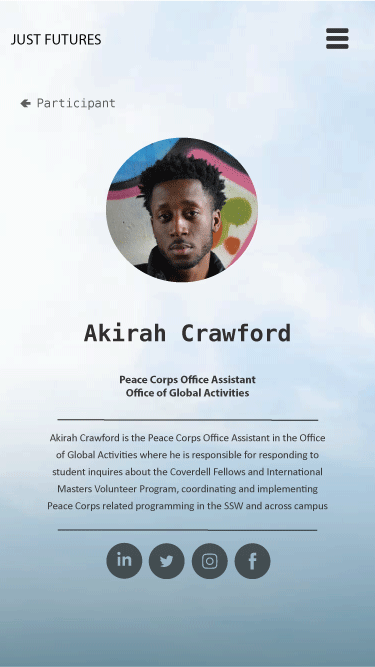 JUST FUTURES
Participant
Akirah Crawford
Peace Corps Office Assistant
Office of Global Activities
Akirah Crawford is the Peace Corps Office Assistant in the Office
of Global Activities where he is responsible for responding to
student inquires about the Coverdell Fellows and International
Masters Volunteer Program, coordinating and implementing
Peace Corps related programming in the SSW and across campus
in
f